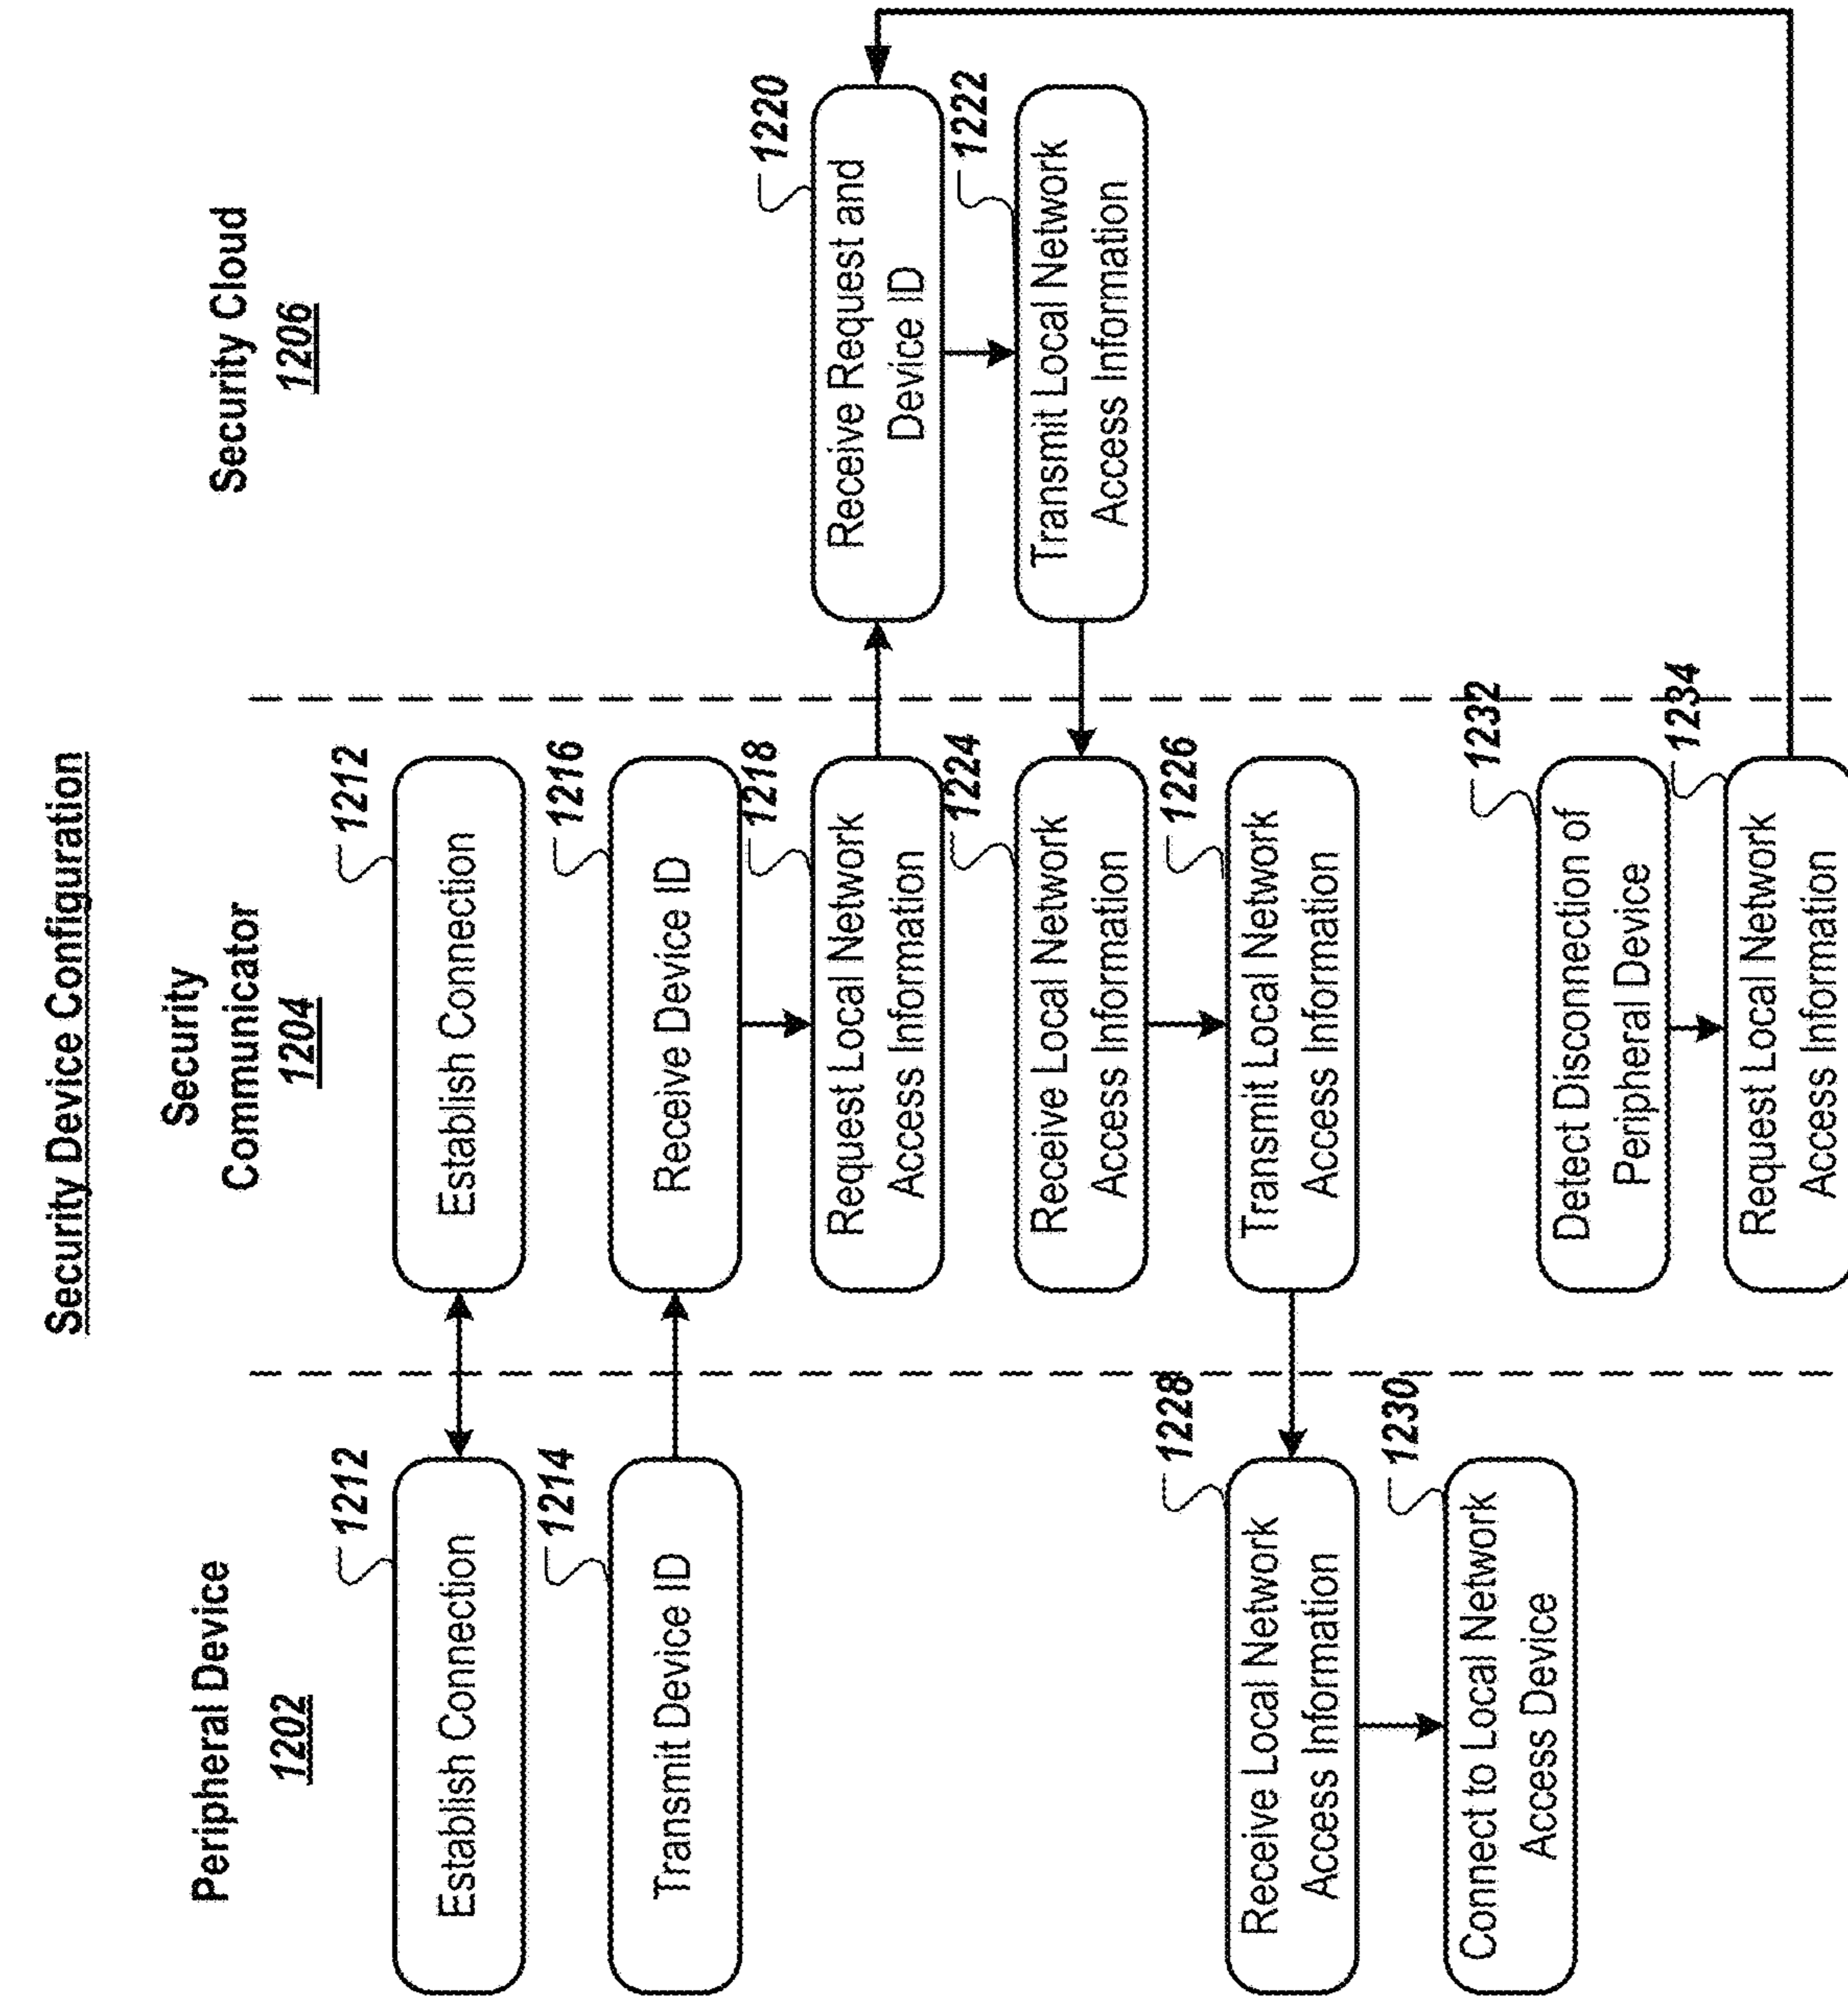 Security Device Configuration
Peripheral Device
1202
Security
Communicator
1204
Security Cloud
1206
1212
Establish Connection
1212
Establish Connection
1214
Transmit Device ID
1216
Receive Device ID
1218
Request Local Network
Access Information
1220
Receive Request and
Device ID
1222
Transmit Local Network
Access Information
1224
Receive Local Network
Access Information
1226
Transmit Local Network
Access Information
1228
Receive Local Network
Access Information
1230
Connect to Local Network
Access Device
1232
Detect Disconnection of
Peripheral Device
1234
Request Local Network
Access Information